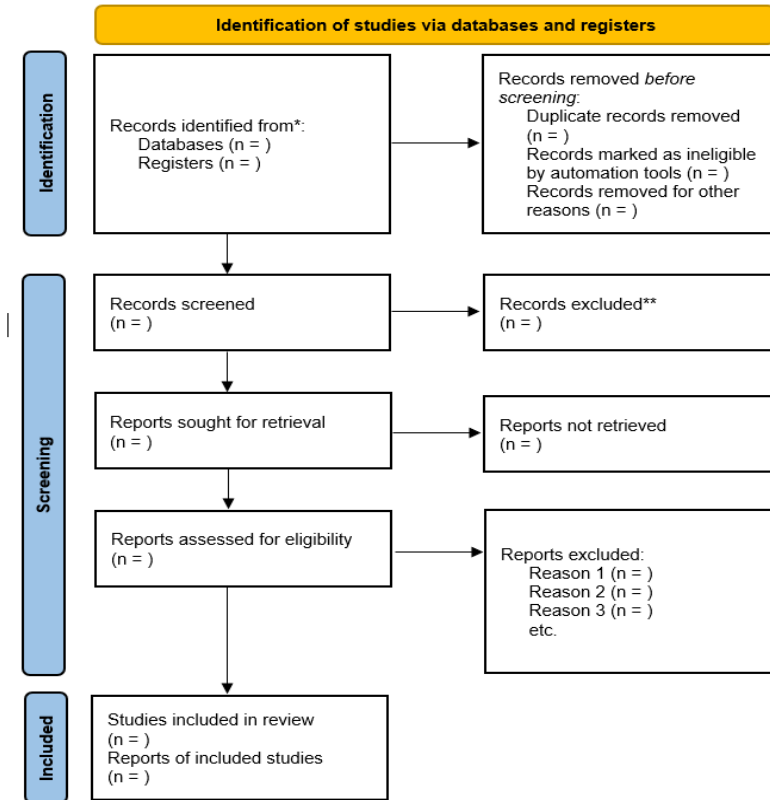 Identification of studies via databases and registers
Identification
Records identified from*:
Databases (n = )
Registers (n = )
Records removed before
screening:
Duplicate records removed
(n = )
Records marked as ineligible
by automation tools (n = )
Records removed for other
reasons (n = )
Screening
Records screened
(n = )
Records excluded**
(n = )
Reports sought for retrieval
(n = )
Reports not retrieved
(n = )
Reports assessed for eligibility
(n = )
Reports excluded:
Reason 1 (n = )
Reason 2 (n = )
Reason 3 (n = )
etc.
Included
Studies included in review
(n = )
Reports of included studies
(n = )